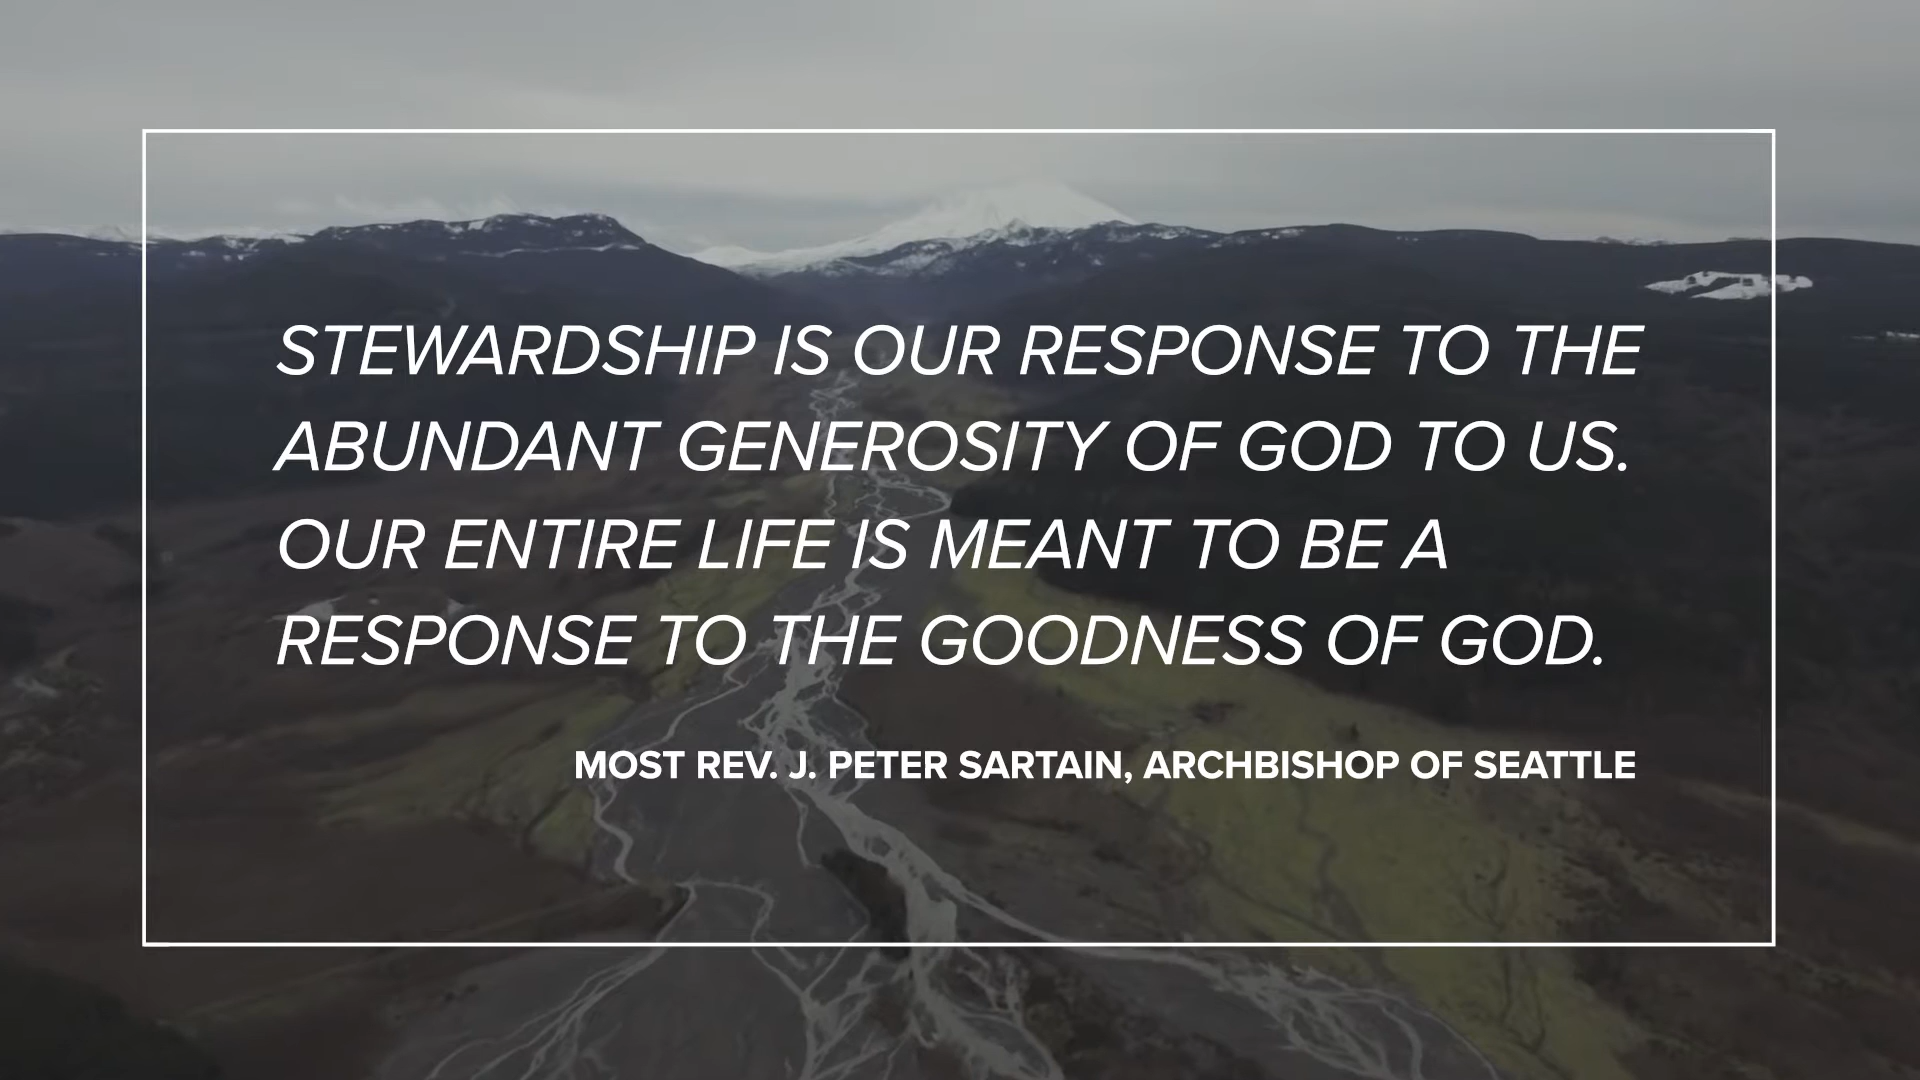 STEWARDSHIP IS OUR RESPONSE TO THE
ABUNDANT GENEROSITY OF GOD TO US.
OUR ENTIRE LIFE IS MEANT TO BE A
RESPONSE TO THE GOODNESS OF GOD.
MOST REV. J. PETER SARTAIN, ARCHBISHOP OF SEATTLE